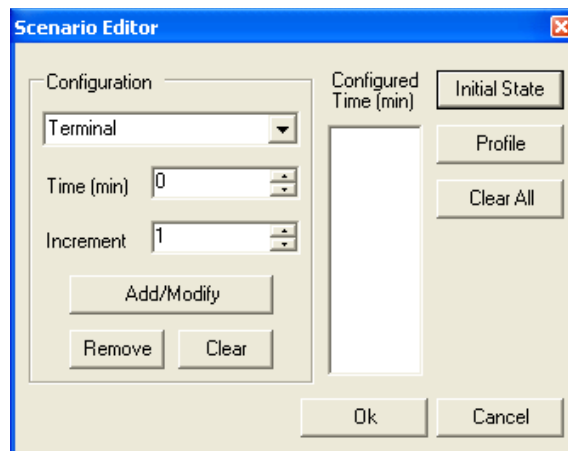 Scenario Editor
Configuration
Terminal
Time (min) 0
Increment 1
Add/Modify
Remove Clear
Configured
Time (min)
Initial State
Profile
Clear All
Ok Cancel